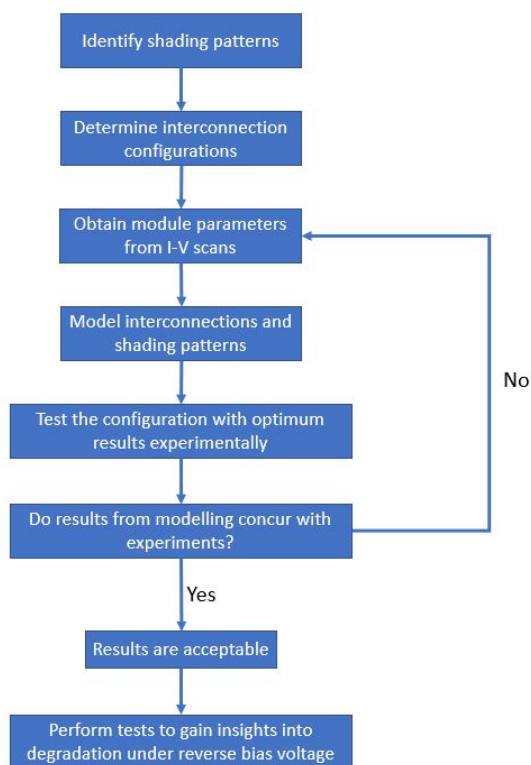 Identify shading patterns
Determine interconnection
configurations
Obtain module parameters
from I-V scans
Model interconnections and
shading patterns
No
Test the configuration with optimum
results experimentally
Do results from modelling concur with
experiments?
Yes
Results are acceptable
Perform tests to gain insights into
degradation under reverse bias voltage